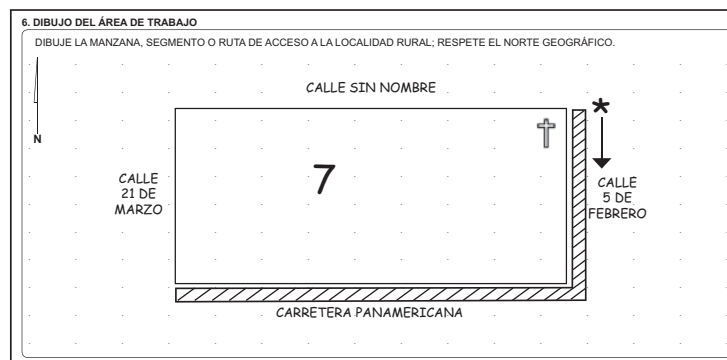 6. DIBUJO DEL ÁREA DE TRABAJO
DIBUJE LA MANZANA, SEGMENTO O RUTA DE ACCESO A LA LOCALIDAD RURAL; RESPETE EL NORTE GEOGRÁFICO.
N
CALLE SIN NOMBRE
*
7
CALLE
21 DE
MARZO
CALLE
5 DE
FEBRERO
CARRETERA PANAMERICANA